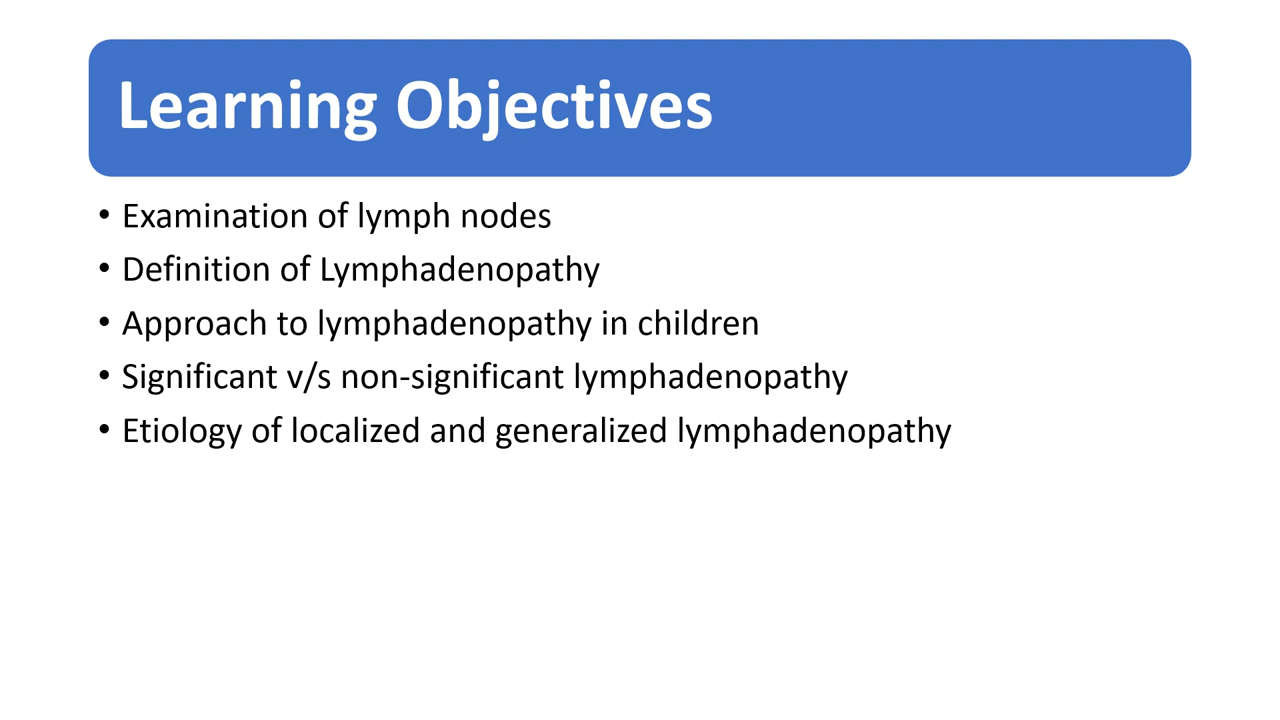 Learning Objectives
• Examination of lymph nodes
• Definition of Lymphadenopathy
• Approach to lymphadenopathy in children
• Significant v/s non-significant lymphadenopathy
• Etiology of localized and generalized lymphadenopathy